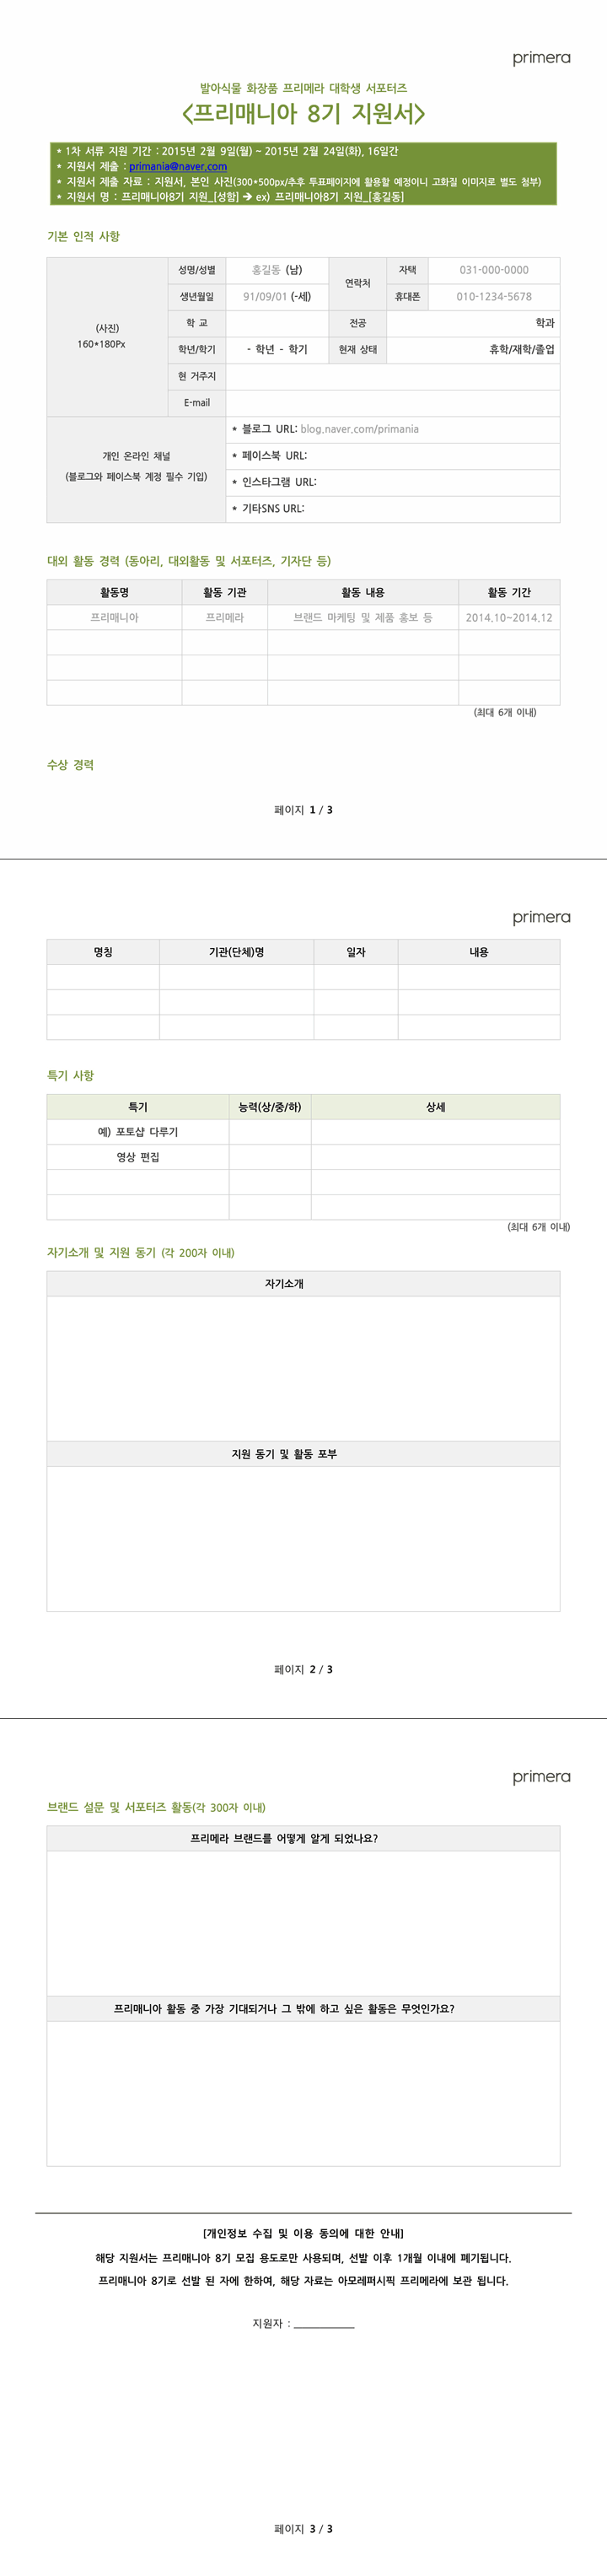 primera
발아식물 화장품 프리메라 대학생 서포터즈
<프리매니아 8기 지원서>
* 1차 서류 지원 기간 : 2015년 2월 9일(월) ~ 2015년 2월 24일(화), 16일간
* 지원서 제출 : primania@naver.com
* 지원서 제출 자료 : 지원서, 본인 사진(300*500px/추후 투표페이지에 활용할 예정이니 고화질 이미지로 별도 첨부)
* 지원서 명 : 프리매니아8기 지원_[성함] → ex) 프리매니아8기 지원_[홍길동]
기본 인적 사항
(사진)
160*180Px
성명/성별 홍길동 (남) 연락처 자택 031-000-0000
생년월일 91/09/01 (-세) 휴대폰 010-1234-5678
학 교 전공 학과
학년/학기 - 학년 - 학기 현재 상태 휴학/재학/졸업
현 거주지
E-mail
개인 온라인 채널
(블로그와 페이스북 계정 필수 기입)
* 블로그 URL: blog.naver.com/primania
* 페이스북 URL:
* 인스타그램 URL:
* 기타SNS URL:
대외 활동 경력 (동아리, 대외활동 및 서포터즈, 기자단 등)
활동명 활동 기관 활동 내용 활동 기간
프리매니아 프리메라 브랜드 마케팅 및 제품 홍보 등 2014.10~2014.12
(최대 6개 이내)
수상 경력
페이지 1 / 3
primera
명칭 기관(단체)명 일자 내용
특기 사항
특기 능력(상/중/하) 상세
예) 포토샵 다루기
영상 편집
(최대 6개 이내)
자기소개 및 지원 동기 (각 200자 이내)
자기소개
지원 동기 및 활동 포부
페이지 2 / 3
primera
브랜드 설문 및 서포터즈 활동(각 300자 이내)
프리메라 브랜드를 어떻게 알게 되었나요?
프리매니아 활동 중 가장 기대되거나 그 밖에 하고 싶은 활동은 무엇인가요?
[개인정보 수집 및 이용 동의에 대한 안내]
해당 지원서는 프리매니아 8기 모집 용도로만 사용되며, 선발 이후 1개월 이내에 폐기됩니다.
프리매니아 8기로 선발 된 자에 한하여, 해당 자료는 아모레퍼시픽 프리메라에 보관 됩니다.
지원자 : ___________
페이지 3 / 3